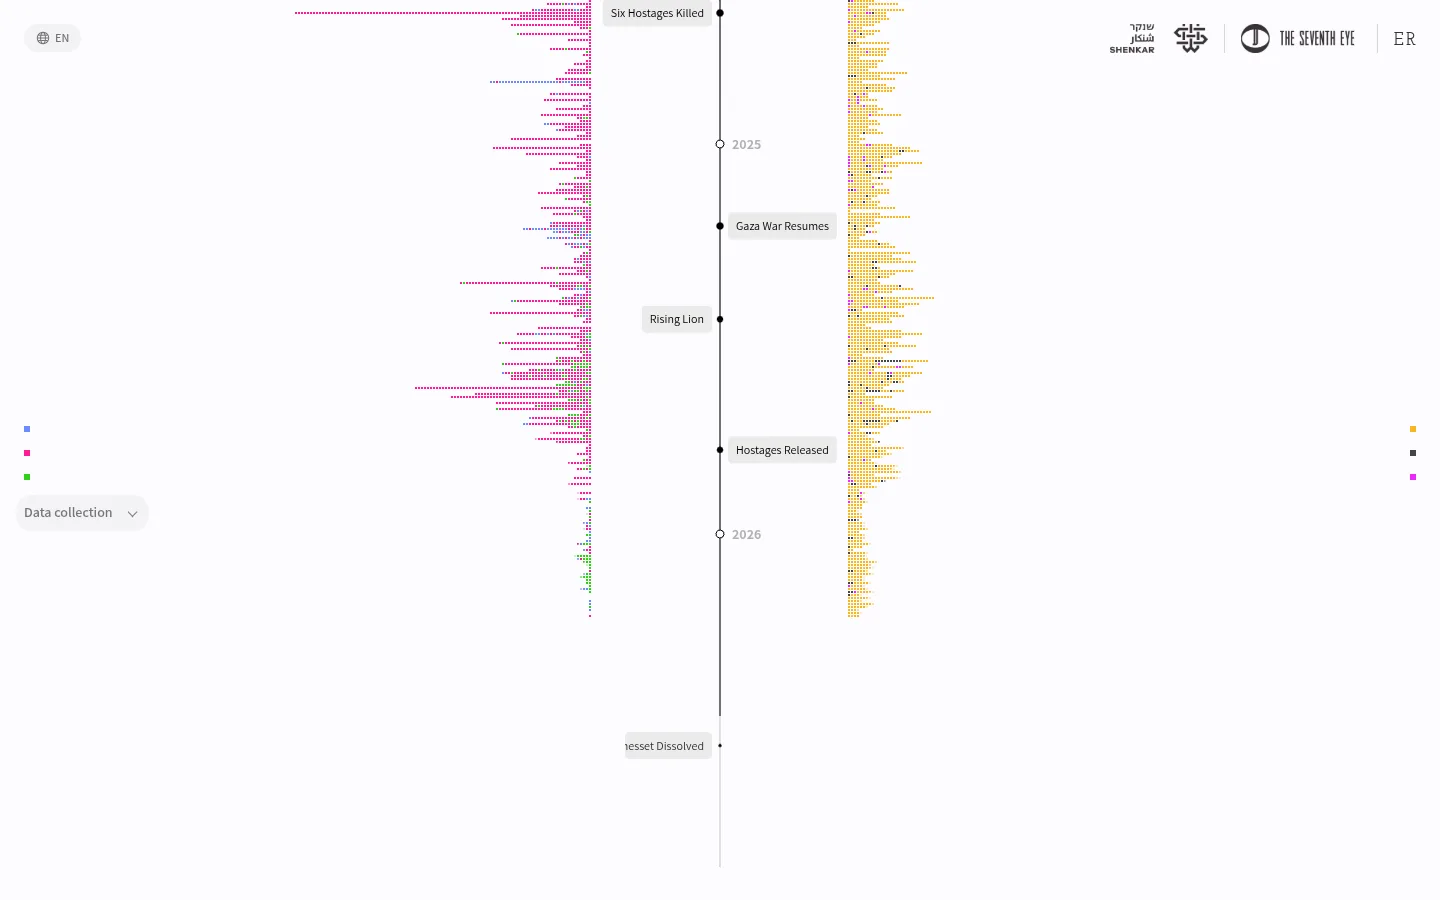 Six Hostages Killed
EN
שנקר
شنكار
SHENKAR
THE SEVENTH EYE
ER
2025
Gaza War Resumes
Rising Lion
Hostages Released
Data collection
2026
Dissolved